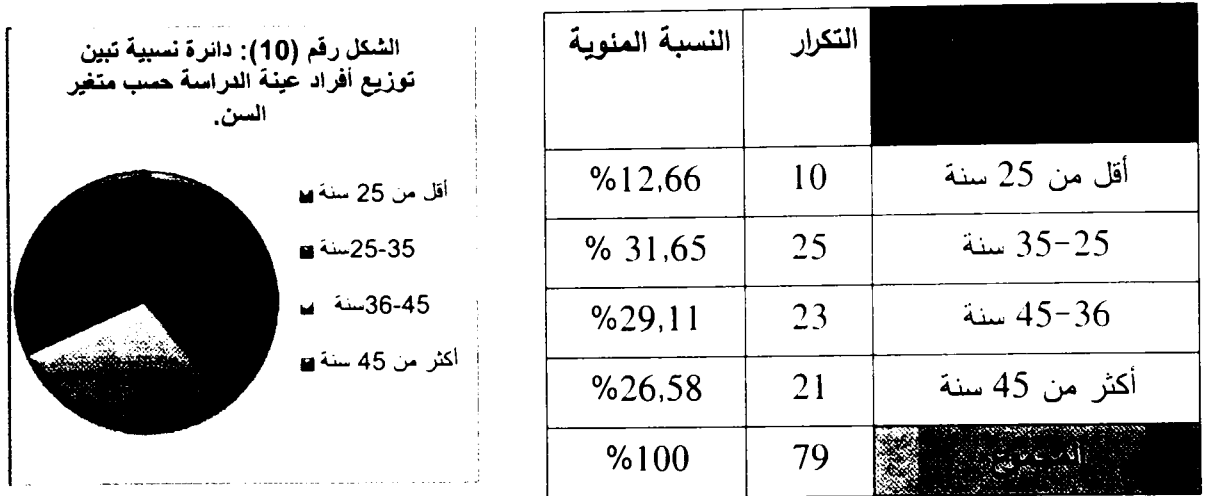 النسبة المئوية التكرار
أقل من 25 سنة 10 %12,66
35-25 سنة 25 % 31,65
45-36 سنة 23 %29,11
أكثر من 45 سنة 21 %26,58
79 %100
الشكل رقم (10): دائرة نسبية تبين
توزيع أفراد عينة الدراسة حسب متغير
السن.
أقل من 25 سنة
25-35سنة
36-45سنة
أكثر من 45 سنة